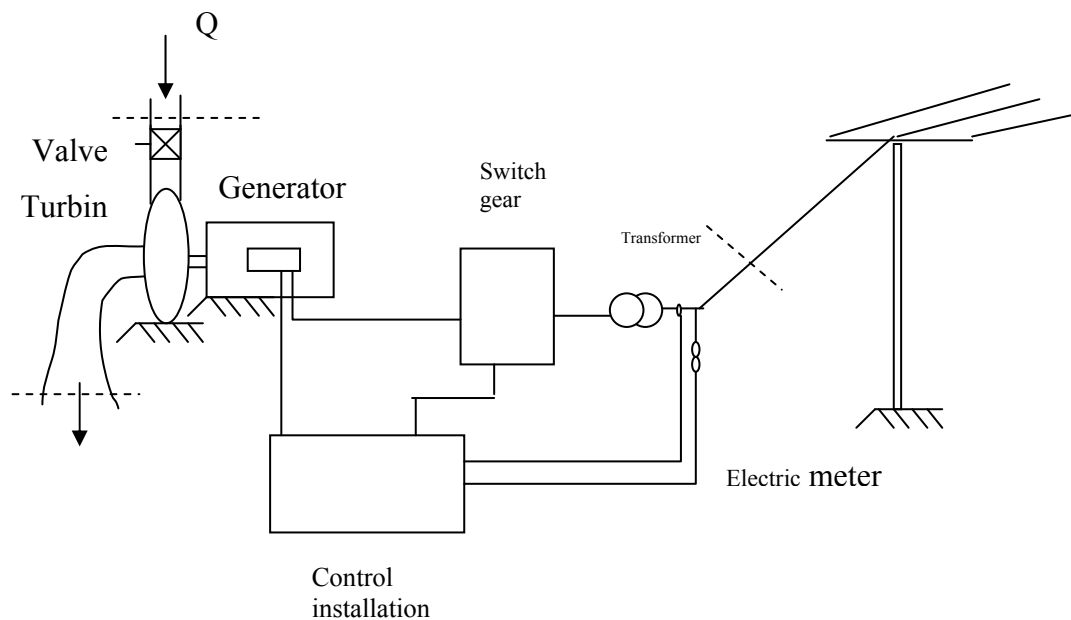 Q
Valve
Turbin
Generator
Switch
gear
Transformer
Electric meter
Control
installation